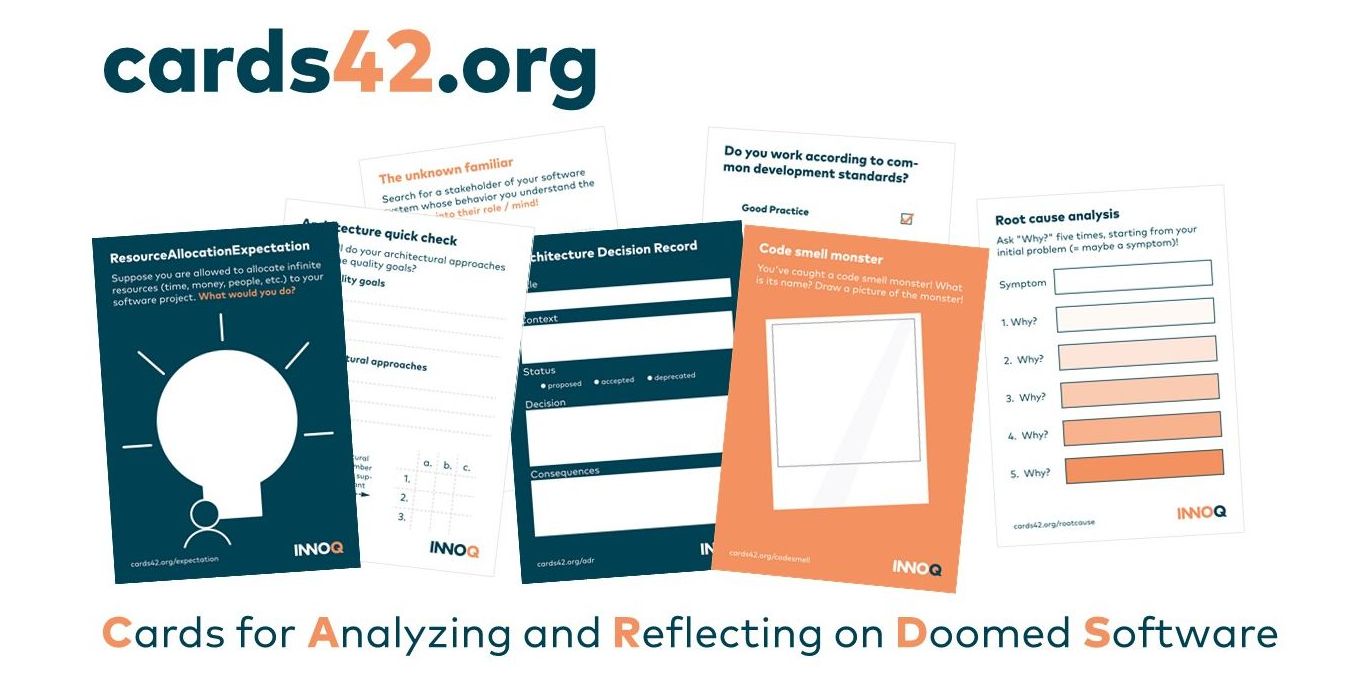 cards42.org
The unknown familiar
Search for a stakeholder of your software
system whose behavior you understand the
into their role / mind!
Do you work according to com-
mon development standards?
Good Practice
ResourceAllocationExpectation
Suppose you are allowed to allocate infinite
resources (time, money, people, etc.) to your
software project. What would you do?
cards42.org/expectation
INNOQ
Architecture quick check
do your architectural approaches
quality goals?
goals
approaches
a. b. c.
1.
2.
3.
INNOQ
Architecture Decision Record
Context
Status
proposed accepted deprecated
Decision
Consequences
cards42.org/adr
Code smell monster
You've caught a code smell monster! What
is its name? Draw a picture of the monster!
cards42.org/codesmell
INNOQ
Root cause analysis
Ask "Why?" five times, starting from your
initial problem (= maybe a symptom)!
Symptom
1. Why?
2. Why?
3. Why?
4. Why?
5. Why?
cards42.org/rootcause
INNOQ
Cards for Analyzing and Reflecting on Doomed Software